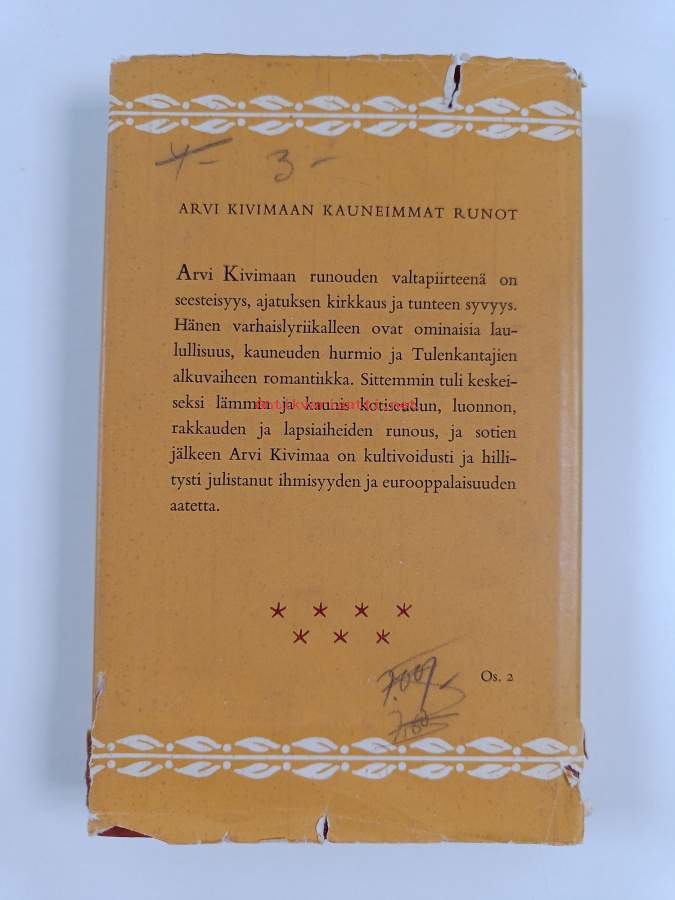 4-  3-
ARVI KIVIMAAN KAUNEIMMAT RUNOT
Arvi Kivimaan runouden valtapiirteenä on
seesteisyys, ajatuksen kirkkaus ja tunteen syvyys.
Hänen varhaislyriikalleen ovat ominaisia lau-
lullisuus, kauneuden hurmio ja Tulenkantajien
alkuvaiheen romantiikka. Sittemmin tuli keskei-
seksi lämmin ja kaunis kotiseudun, luonnon,
antikvariaatti.net
rakkauden ja lapsiaiheiden runous, ja sotien
jälkeen Arvi Kivimaa on kultivoidusti ja hilli-
tysti julistanut ihmisyyden ja eurooppalaisuuden
aatetta.
Os. 2